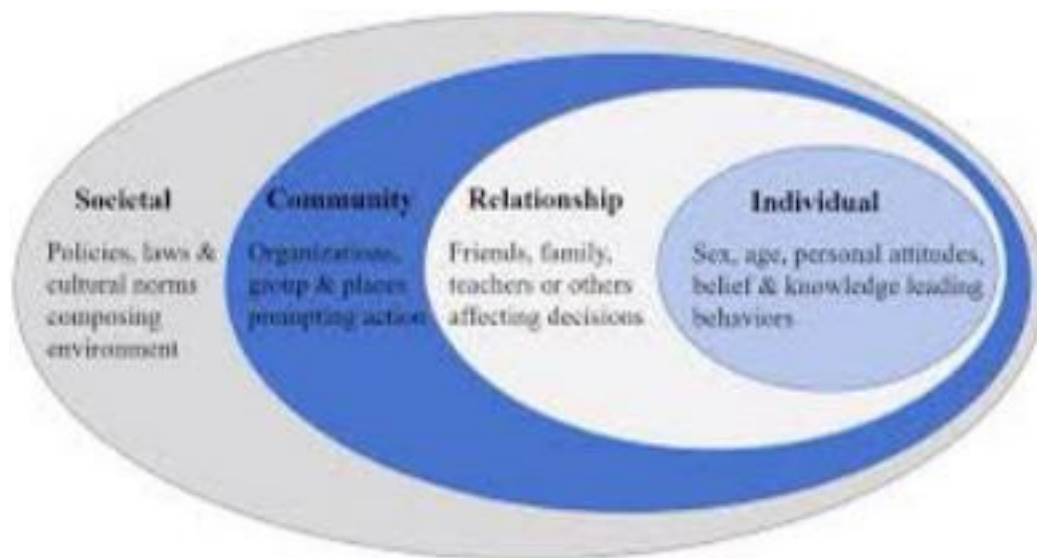 Societal
Policies, laws &
cultural norms
composing
environment
Community
Organizations,
group & places
prompting action
Relationship
Friends, family,
teachers or others
affecting decisions
Individual
Sex, age, personal attitudes,
belief & knowledge leading
behaviors